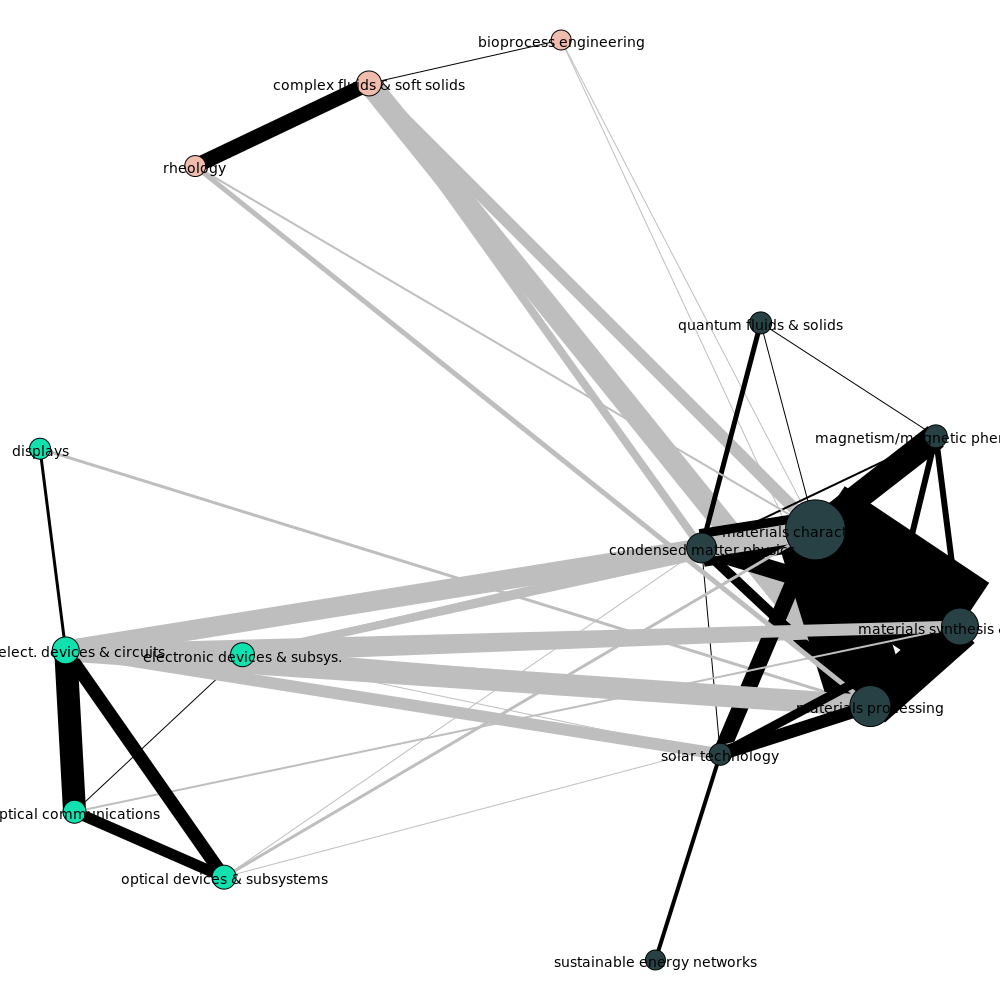 bioprocess engineering
complex fluids & soft solids
rheology
quantum fluids & solids
magnetism/magnetic phen
displays
materials charact
condensed matter physic
materials synthesis &
elect. devices & circuits
electronic devices & subsys.
materials processing
solar technology
ptical communications
optical devices & subsystems
sustainable energy networks